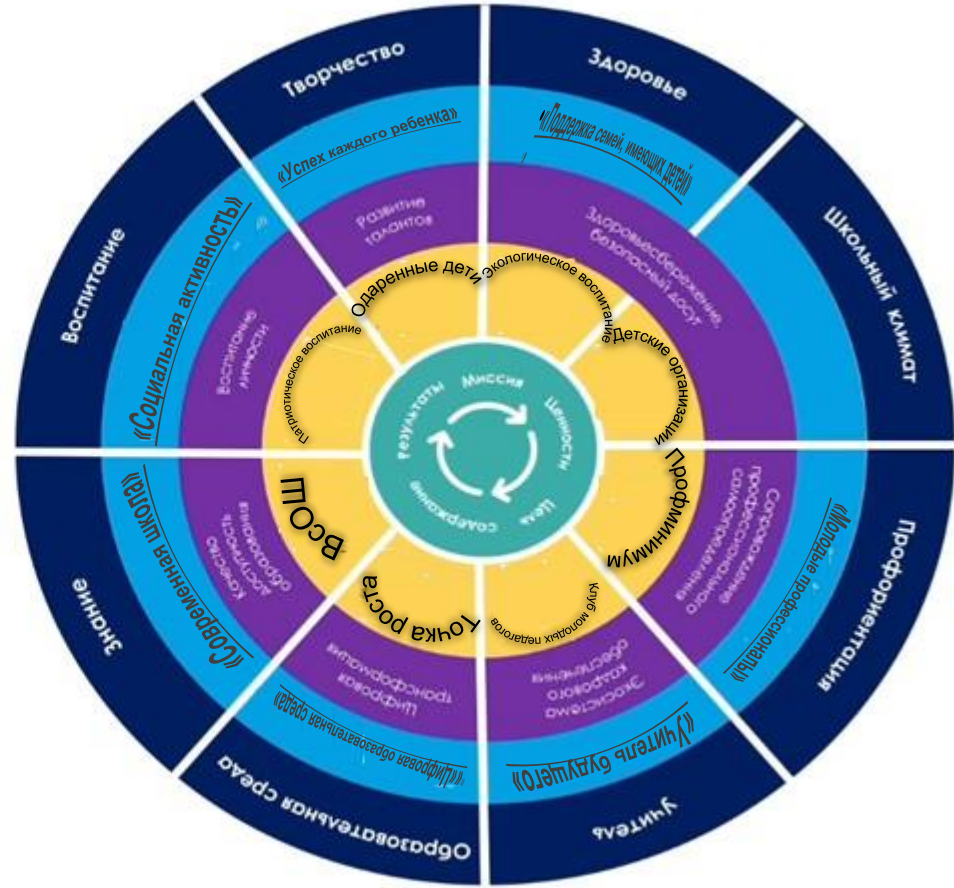 Творчество
Здоровье
Школьный климат
Профориентация
Учитель
Образовательная среда
Знание
Воспитание
«Успех каждого ребенка»
«Поддержка семей, имеющих детей»
«Молодые профессионалы»
«Учитель будущего»
«Цифровая образовательная среда»
«Современная школа»
«Социальная активность»
Развитие
талантов
Здоровьесбережение,
безопасный досуг
Сопровождение
профессионального
самоопределения
Экосистема
кадрового
обеспечения
Цифровая
трансформация
Качество
доступность
образования
Воспитание
личности
Одаренные дети
Экологическое воспитание
Детские организации
Профминимум
Клуб молодых педагогов
Точка роста
ВсОШ
Патриотическое воспитание
Миссия
Ценности
Цель
содержание
Результаты